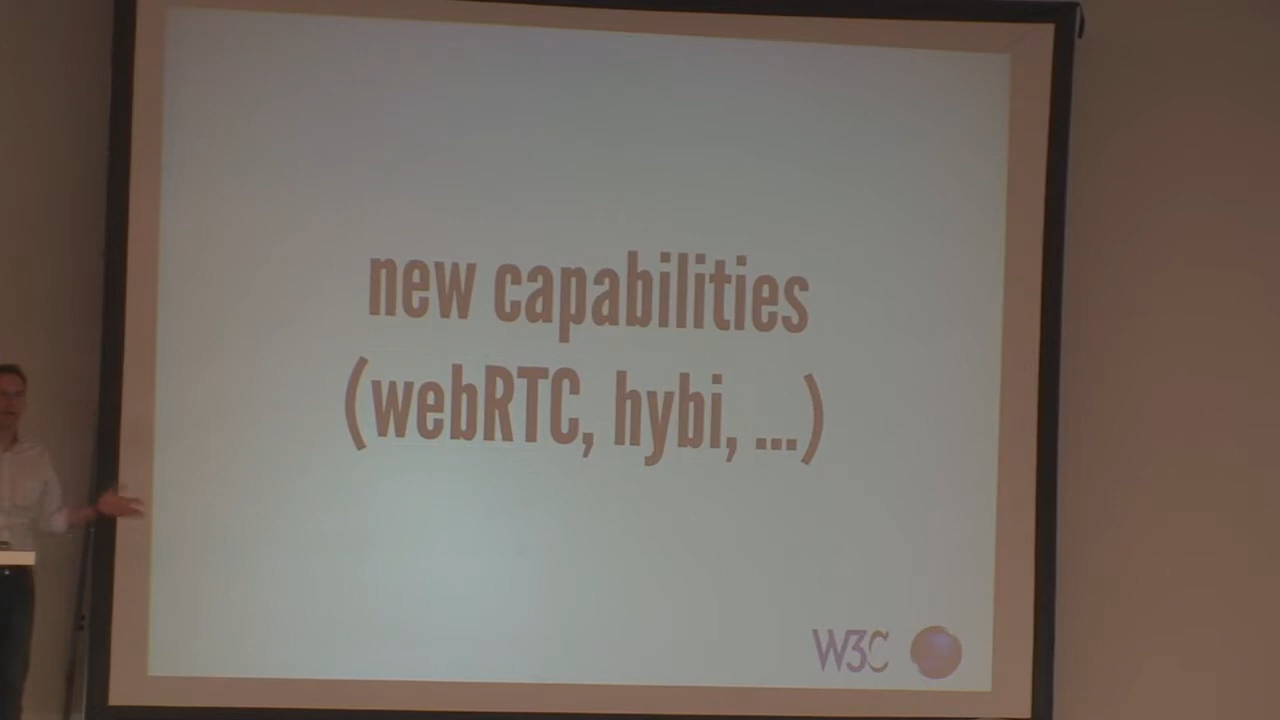 new capabilities
(webRTC, hybi, ...)
W3C